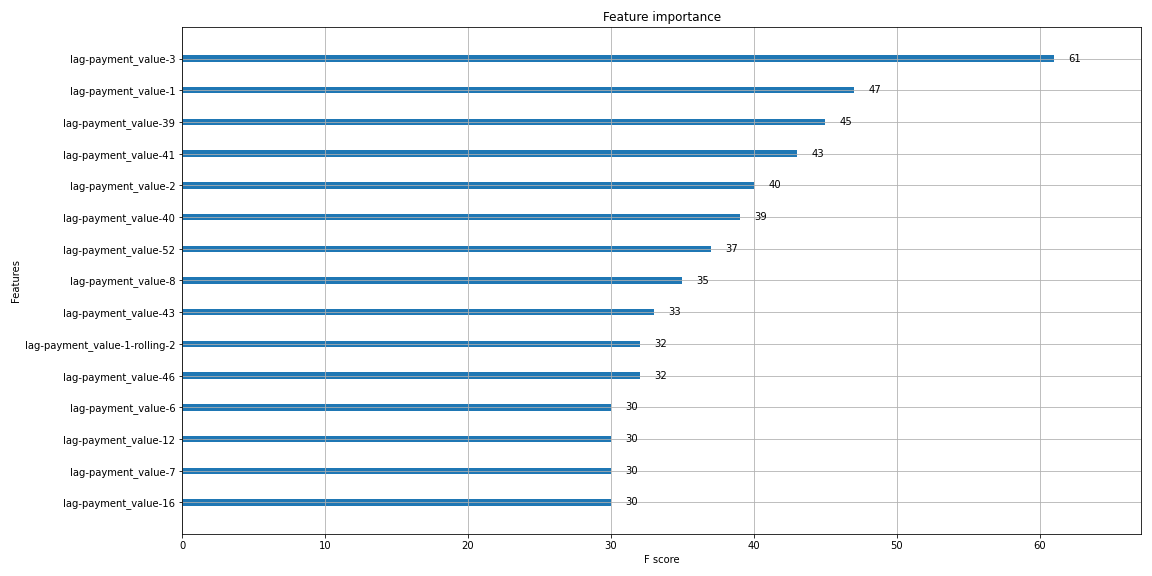 Feature importance
Features
lag-payment_value-3 61
lag-payment_value-1 47
lag-payment_value-39 45
lag-payment_value-41 43
lag-payment_value-2 40
lag-payment_value-40 39
lag-payment_value-52 37
lag-payment_value-8 35
lag-payment_value-43 33
lag-payment_value-1-rolling-2 32
lag-payment_value-46 32
lag-payment_value-6 30
lag-payment_value-12 30
lag-payment_value-7 30
lag-payment_value-16 30
0 10 20 30 40 50 60
F score